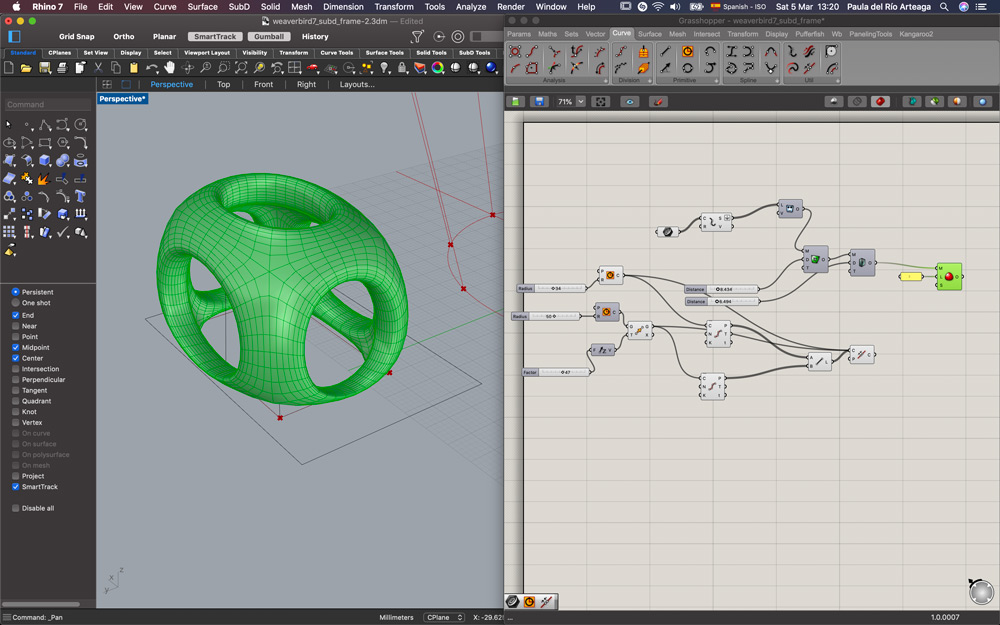 Rhino 7 File Edit View Curve Surface SubD Solid Mesh Dimension Transform Tools Analyze Render Window Help Spanish - ISO Sat 5 Mar 13:20 Paula del Río Arteaga
weaverbird7_subd_frame-2.3dm — Edited
Grasshopper - weaverbird7_subd_frame*
Grid Snap Ortho Planar SmartTrack Gumball History
Params Maths Sets Vector Curve Surface Mesh Intersect Transform Display Pufferfish Wb Kangaroo2
Standard CPlanes Set View Display Select Viewport Layout Visibility Transform Curve Tools Surface Tools Solid Tools SubD Tools
Analysis Division Primitive Spline Util
Perspective Top Front Right Layouts...
71%
Perspective*
Command
Persistent
One shot
End
Near
Point
Midpoint
Center
Intersection
Perpendicular
Tangent
Quadrant
Knot
Vertex
On curve
On surface
On polysurface
On mesh
Project
SmartTrack
Disable all
Radius 34
Radius 50
Factor 47
Distance 8.434
Distance 8.494
z
x
y
Command: _Pan
Millimeters
CPlane
X: -29.628
...
1.0.0007